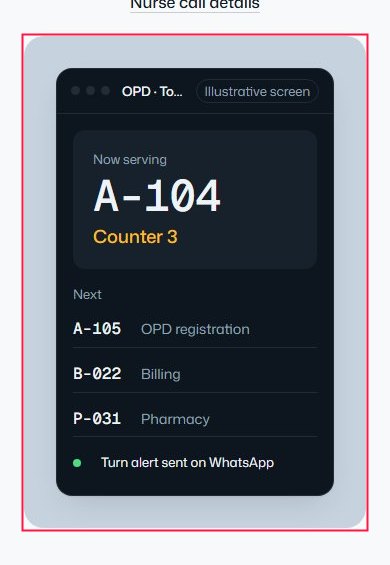 Nurse call details
OPD · To...
Illustrative screen
Now serving
A-104
Counter 3
Next
A-105 OPD registration
B-022 Billing
P-031 Pharmacy
Turn alert sent on WhatsApp